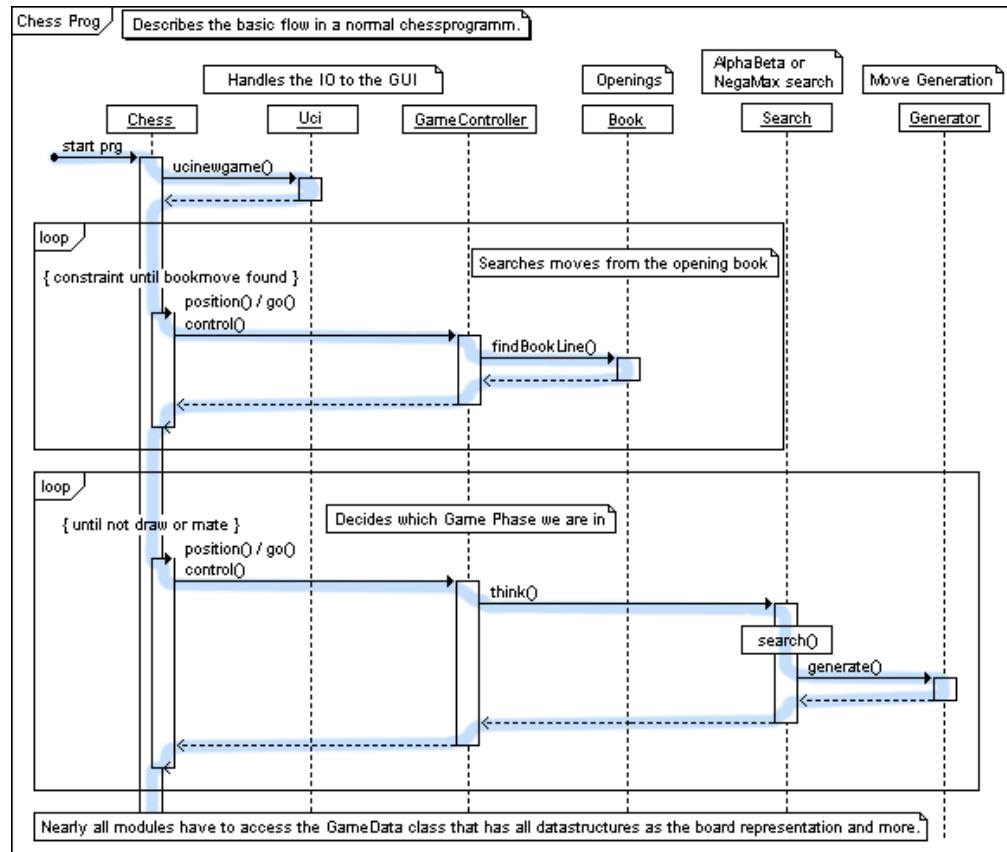 Chess Prog
Describes the basic flow in a normal chessprogramm.
Handles the IO to the GUI
Openings
AlphaBeta or
NegaMax search
Move Generation
Chess
Uci
GameController
Book
Search
Generator
start prg
ucinewgame()
loop
Searches moves from the opening book
{ constraint until bookmove found }
position() / go()
control()
findBookLine()
loop
Decides which Game Phase we are in
{ until not draw or mate }
position() / go()
control()
think()
search()
generate()
Nearly all modules have to access the GameData class that has all datastructures as the board representation and more.